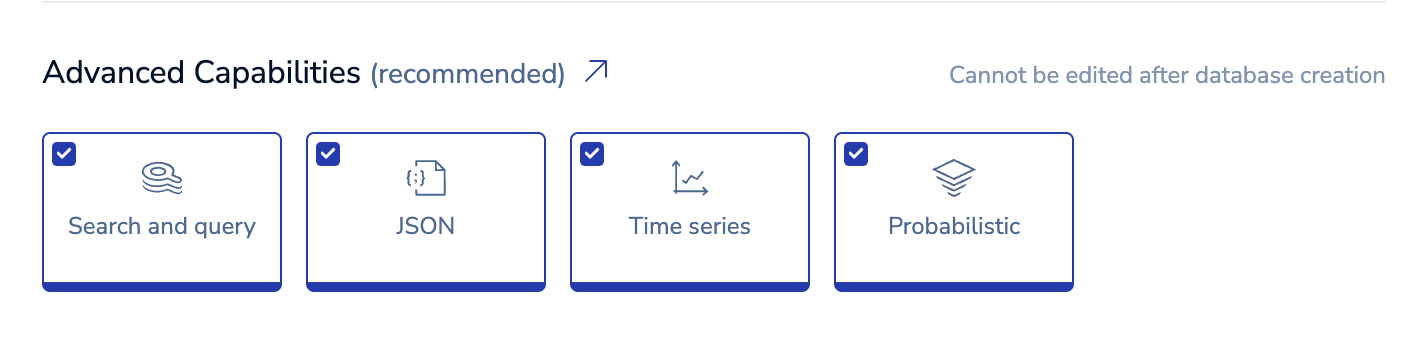 Advanced Capabilities (recommended)
Cannot be edited after database creation
Search and query
JSON
Time series
Probabilistic